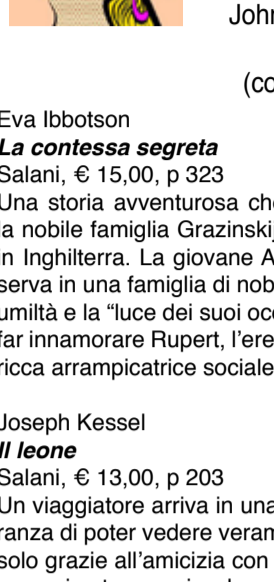 John
(co
Eva Ibbotson
La contessa segreta
Salani, € 15,00, p 323
Una storia avventurosa che
la nobile famiglia Grazinskij
in Inghilterra. La giovane A
serva in una famiglia di nob
umiltà e la “luce dei suoi occ
far innamorare Rupert, l’ere
ricca arrampicatrice sociale
Joseph Kessel
Il leone
Salani, € 13,00, p 203
Un viaggiatore arriva in una
ranza di poter vedere veram
solo grazie all’amicizia con